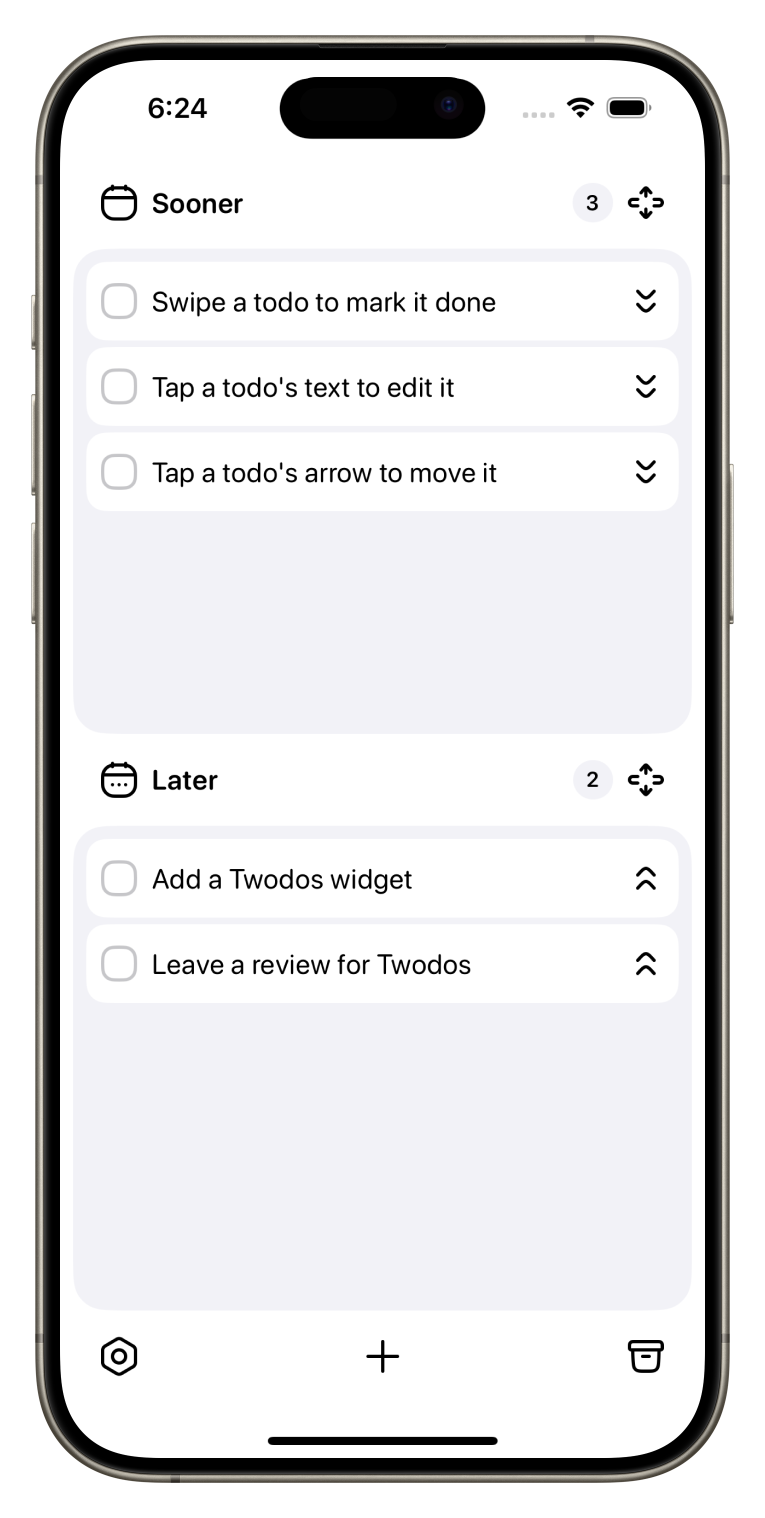 6:24
Sooner 3
Swipe a todo to mark it done
Tap a todo's text to edit it
Tap a todo's arrow to move it
Later 2
Add a Twodos widget
Leave a review for Twodos